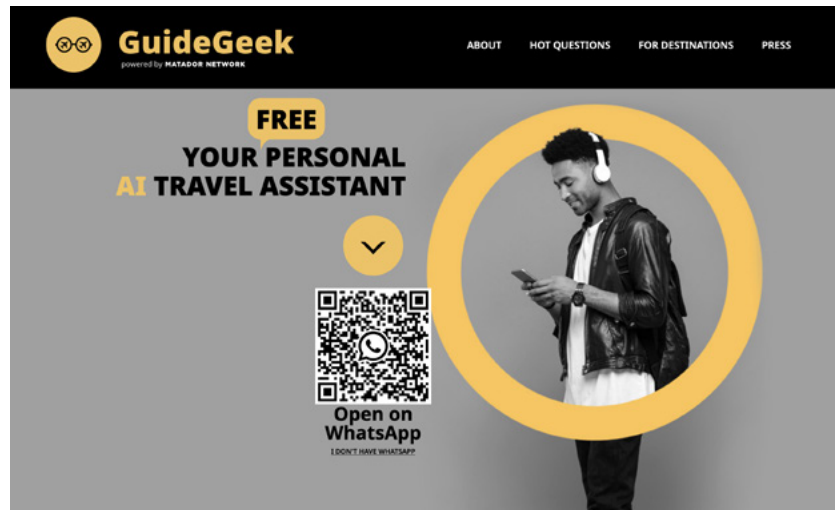 GuideGeek
powered by MATADOR NETWORK
ABOUT HOT QUESTIONS FOR DESTINATIONS PRESS
FREE
YOUR PERSONAL
AI TRAVEL ASSISTANT
Open on
WhatsApp
I DON'T HAVE WHATSAPP